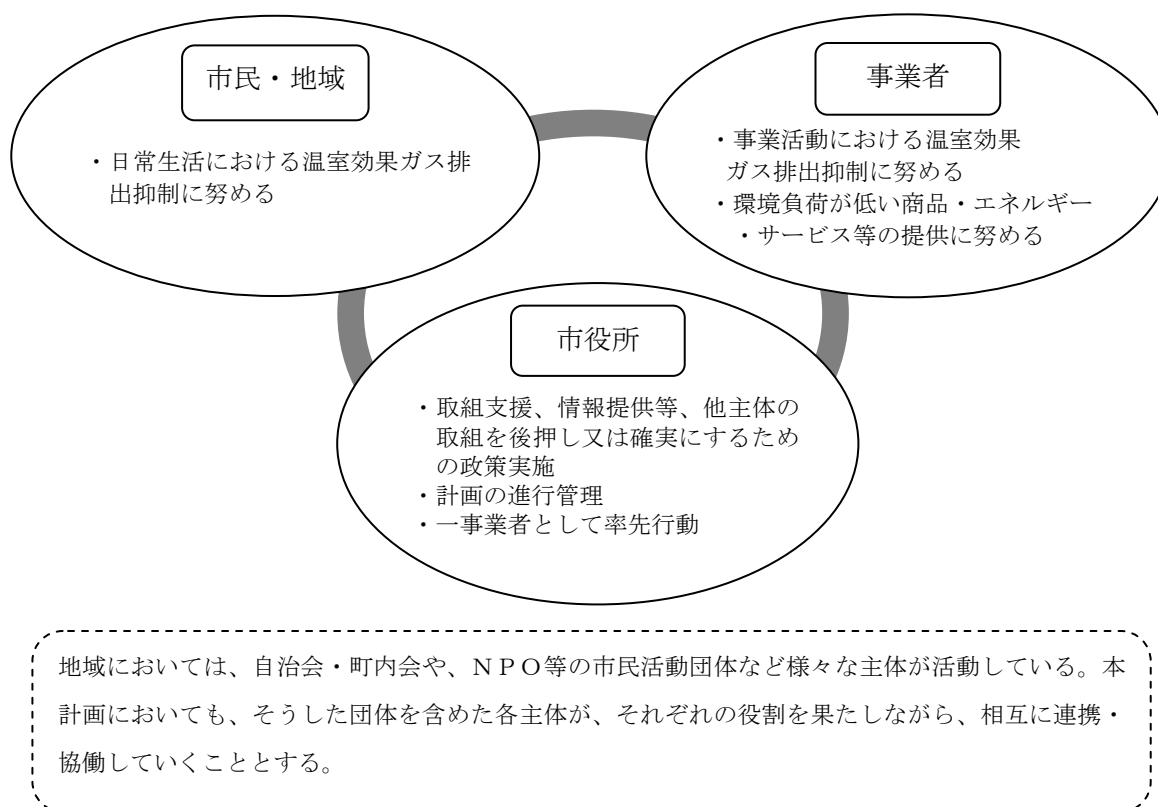 市民・地域
・日常生活における温室効果ガス排
出抑制に努める
事業者
・事業活動における温室効果
ガス排出抑制に努める
・環境負荷が低い商品・エネルギー
・サービス等の提供に努める
市役所
・取組支援、情報提供等、他主体の
取組を後押し又は確実にするため
の政策実施
・計画の進行管理
・一事業者として率先行動
地域においては、自治会・町内会や、ＮＰＯ等の市民活動団体など様々な主体が活動している。本
計画においても、そうした団体を含めた各主体が、それぞれの役割を果たしながら、相互に連携・
協働していくこととする。